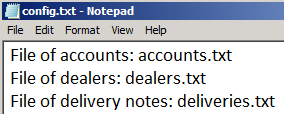 config.txt - Notepad
File Edit Format View Help
File of accounts: accounts.txt
File of dealers: dealers.txt
File of delivery notes: deliveries.txt